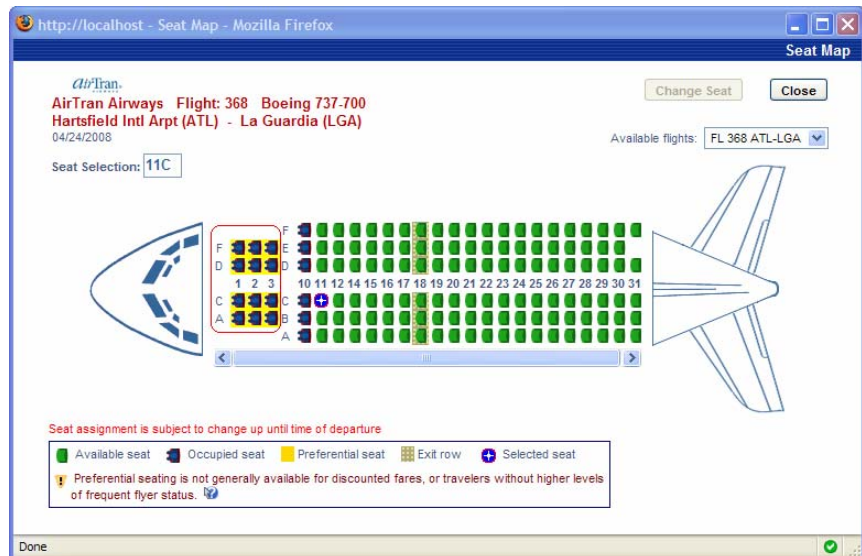 http://localhost - Seat Map - Mozilla Firefox
Seat Map
airTran.
Change Seat
Close
AirTran Airways Flight: 368 Boeing 737-700
Hartsfield Intl Arpt (ATL) - La Guardia (LGA)
04/24/2008
Available flights: FL 368 ATL-LGA
Seat Selection: 11C
F
F E
D D
1 2 3 10 11 12 14 15 16 17 18 19 20 21 22 23 24 25 26 27 28 29 30 31
C C
A B
A
Seat assignment is subject to change up until time of departure
Available seat Occupied seat Preferential seat Exit row Selected seat
Preferential seating is not generally available for discounted fares, or travelers without higher levels
of frequent flyer status.
Done